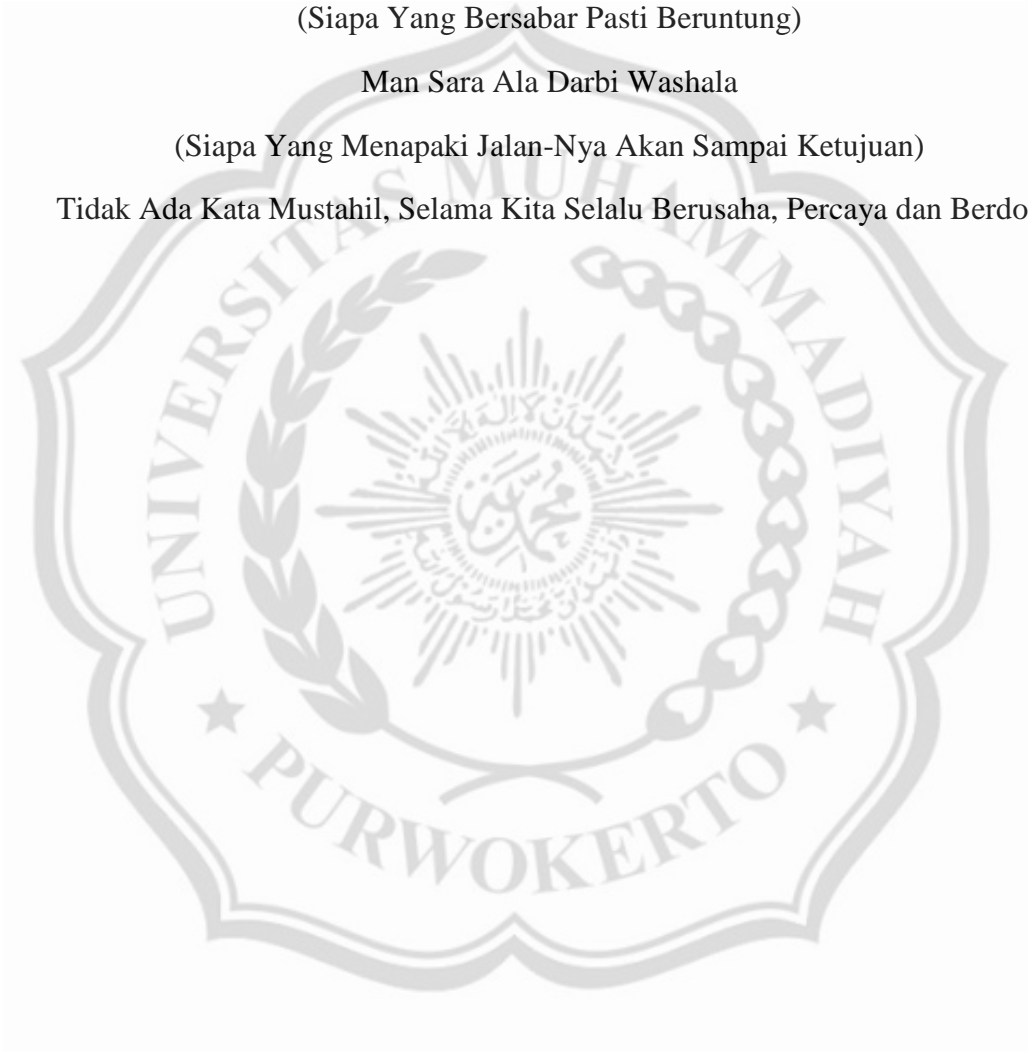 (Siapa Yang Bersabar Pasti Beruntung)
Man Sara Ala Darbi Washala
(Siapa Yang Menapaki Jalan-Nya Akan Sampai Ketujuan)
Tidak Ada Kata Mustahil, Selama Kita Selalu Berusaha, Percaya dan Berdo
UNIVERSITAS MUHAMMADIYAH
PURWOKERTO
محمد